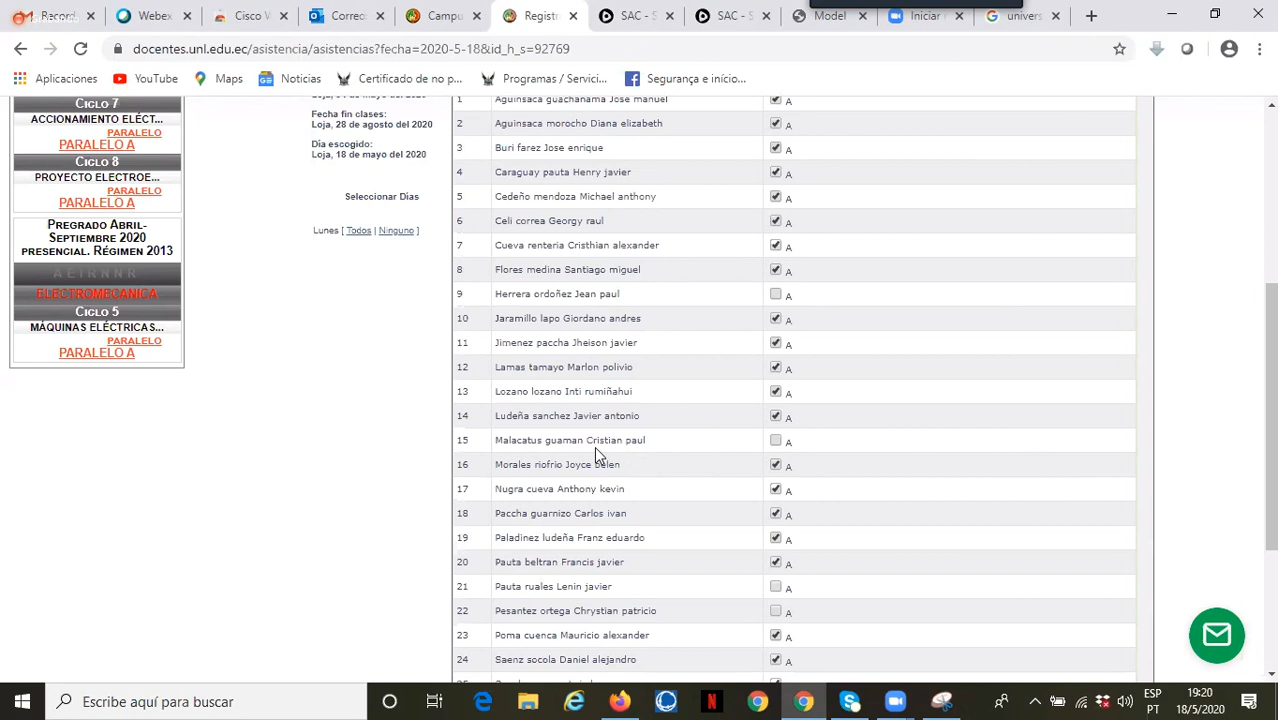 Recor
Webex
Cisco W
Correo
Campu
Registr
SAC - S
SAC - S
Model
Iniciar
univers
docentes.unl.edu.ec/asistencia/asistencias?fecha=2020-5-18&id_h_s=92769
Aplicaciones
YouTube
Maps
Noticias
Certificado de no p...
Programas / Servici...
Segurança e início...
CICLO 7
ACCIONAMIENTO ELÉCT...
PARALELO
PARALELO A
CICLO 8
PROYECTO ELECTROE...
PARALELO
PARALELO A
PREGRADO ABRIL-
SEPTIEMBRE 2020
PRESENCIAL. RÉGIMEN 2013
A E I R N N R
ELECTROMECANICA
CICLO 5
MÁQUINAS ELÉCTRICAS...
PARALELO
PARALELO A
Fecha fin clases:
Loja, 28 de agosto del 2020
Día escogido:
Loja, 18 de mayo del 2020
Seleccionar Dias
Lunes [ Todos | Ninguno ]
1 Aguinsaca guachanama Jose manuel A
2 Aguinsaca morocho Diana elizabeth A
3 Buri farez Jose enrique A
4 Caraguay pauta Henry javier A
5 Cedeño mendoza Michael anthony A
6 Celi correa Georgy raul A
7 Cueva renteria Cristhian alexander A
8 Flores medina Santiago miguel A
9 Herrera ordoñez Jean paul A
10 Jaramillo lapo Giordano andres A
11 Jimenez paccha Jheison javier A
12 Lamas tamayo Marlon polivio A
13 Lozano lozano Inti rumiñahui A
14 Ludeña sanchez Javier antonio A
15 Malacatus guaman Cristian paul A
16 Morales riofrio Joyce belen A
17 Nugra cueva Anthony kevin A
18 Paccha guarnizo Carlos ivan A
19 Paladinez ludeña Franz eduardo A
20 Pauta beltran Francis javier A
21 Pauta ruales Lenin javier A
22 Pesantez ortega Chrystian patricio A
23 Poma cuenca Mauricio alexander A
24 Saenz socola Daniel alejandro A
Escribe aquí para buscar
ESP
PT
19:20
18/5/2020